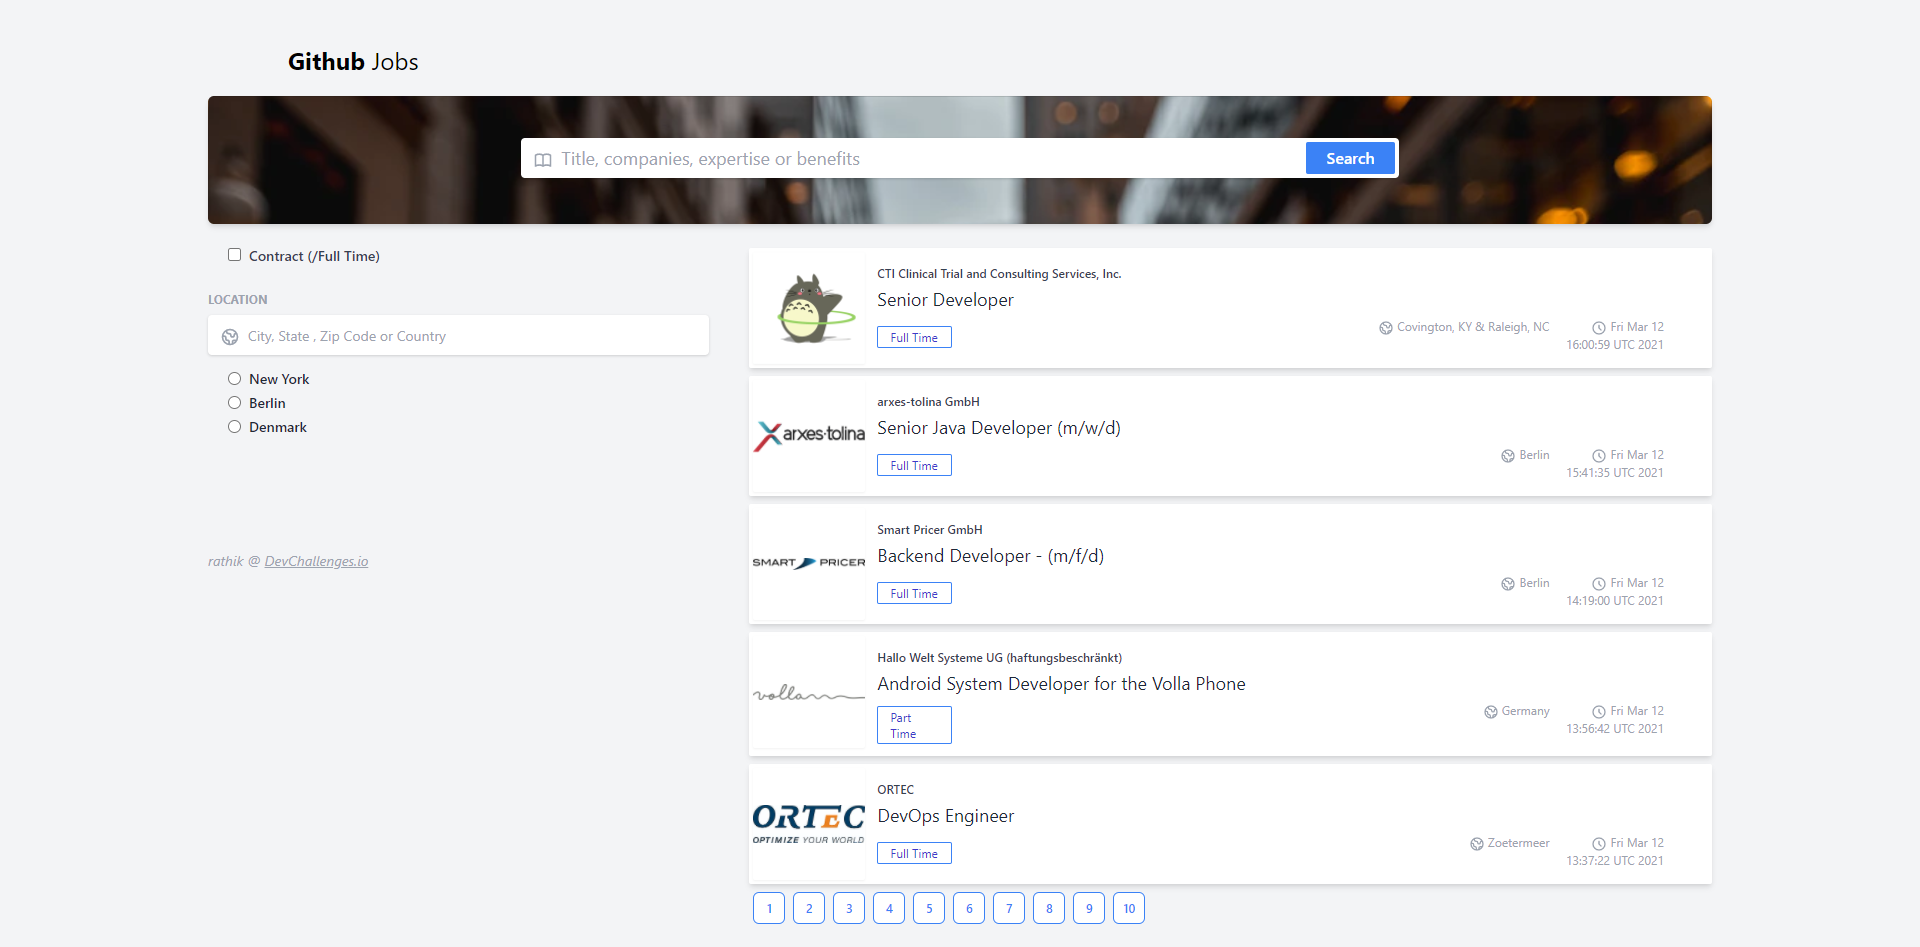 Github Jobs
Title, companies, expertise or benefits
Search
Contract (/Full Time)
LOCATION
City, State , Zip Code or Country
New York
Berlin
Denmark
rathik @ DevChallenges.io
CTI Clinical Trial and Consulting Services, Inc.
Senior Developer
Full Time
Covington, KY & Raleigh, NC
Fri Mar 12
16:00:59 UTC 2021
arxes-tolina
arxes-tolina GmbH
Senior Java Developer (m/w/d)
Full Time
Berlin
Fri Mar 12
15:41:35 UTC 2021
SMART PRICER
Smart Pricer GmbH
Backend Developer - (m/f/d)
Full Time
Berlin
Fri Mar 12
14:19:00 UTC 2021
volla
Hallo Welt Systeme UG (haftungsbeschränkt)
Android System Developer for the Volla Phone
Part
Time
Germany
Fri Mar 12
13:56:42 UTC 2021
ORTEC
OPTIMIZE YOUR WORLD
ORTEC
DevOps Engineer
Full Time
Zoetermeer
Fri Mar 12
13:37:22 UTC 2021
1 2 3 4 5 6 7 8 9 10